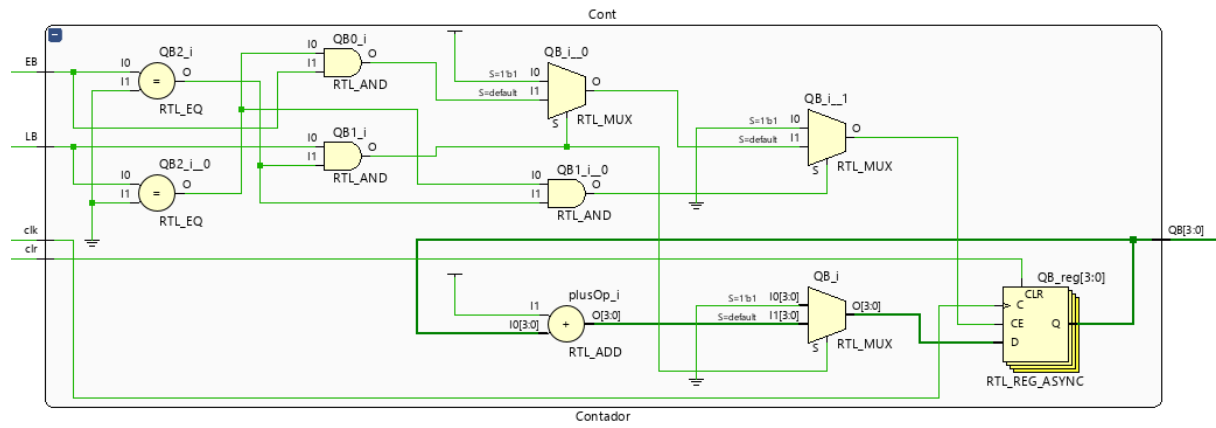 Cont
EB
LB
clk
clr
QB2_i
I0
I1
O
=
RTL_EQ
QB2_i__0
I0
I1
O
=
RTL_EQ
QB0_i
I0
I1
O
RTL_AND
QB1_i
I0
I1
O
RTL_AND
QB_i__0
S=1'b1
I0
S=default
I1
O
S
RTL_MUX
QB1_i__0
I0
I1
O
RTL_AND
QB_i__1
S=1'b1
I0
S=default
I1
O
S
RTL_MUX
plusOp_i
I1
I0[3:0]
O[3:0]
+
RTL_ADD
QB_i
S=1'b1
I0[3:0]
S=default
I1[3:0]
O[3:0]
S
RTL_MUX
QB_reg[3:0]
CLR
C
CE
D
Q
RTL_REG_ASYNC
QB[3:0]
Contador